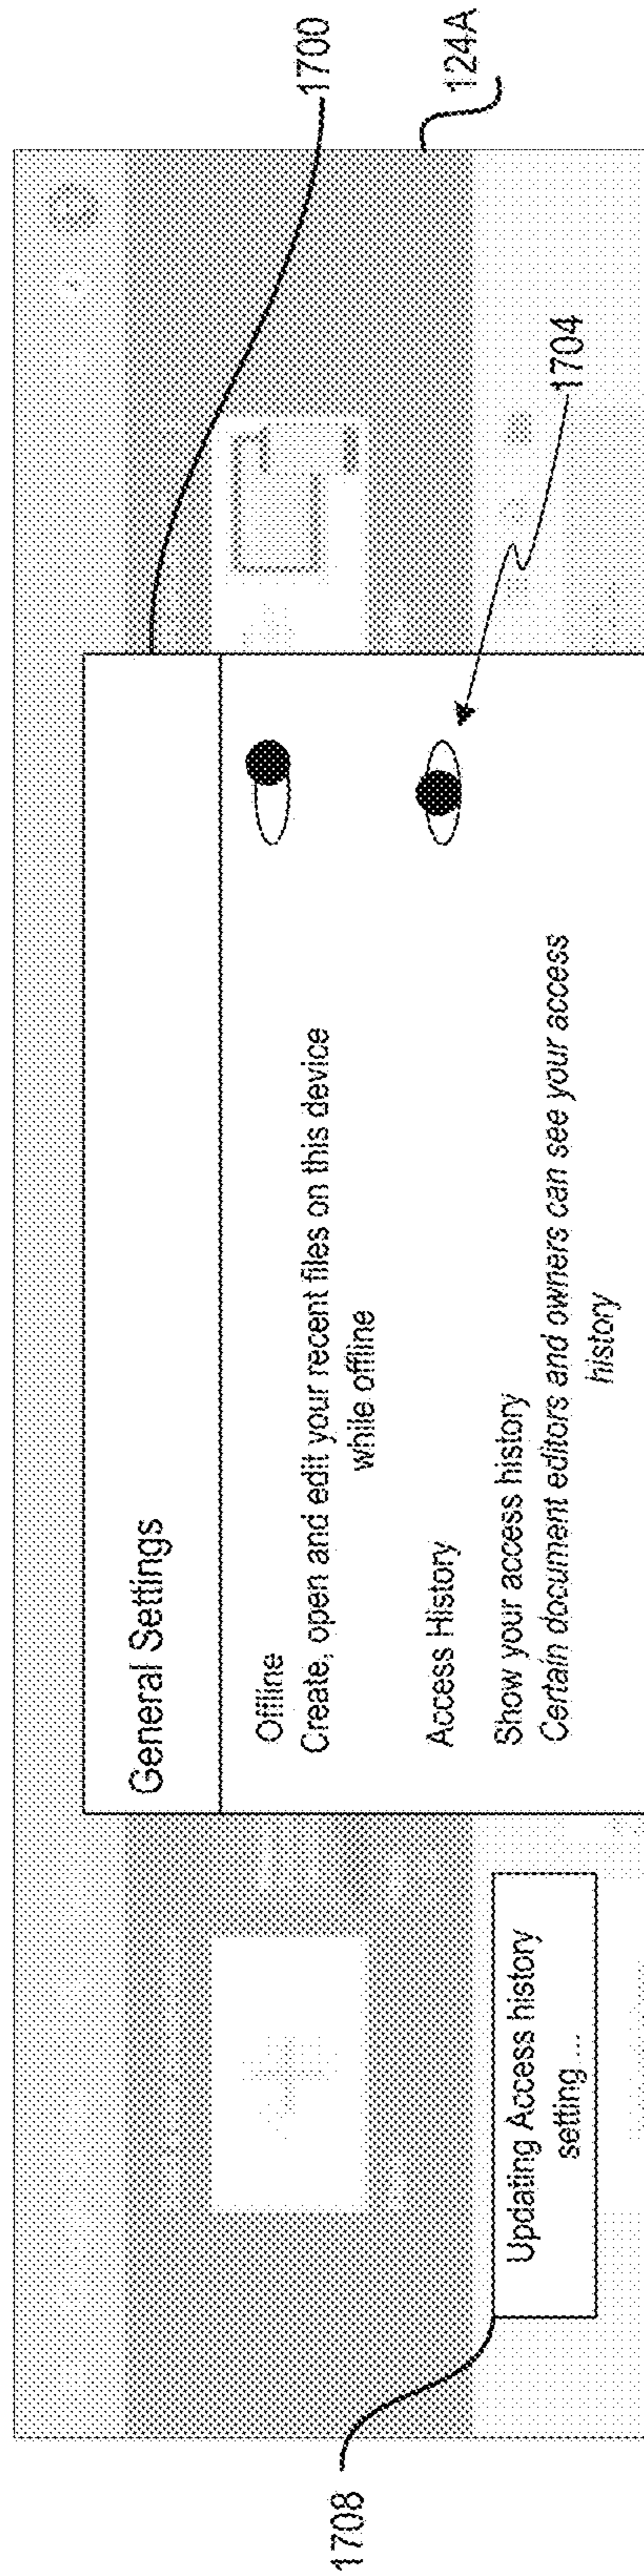 1700
124A
General Settings
Offline
Create, open and edit your recent files on this device
while offline
Access History
1704
Show your access history
Certain document editors and owners can see your access
history
Updating Access history
setting ...
1708